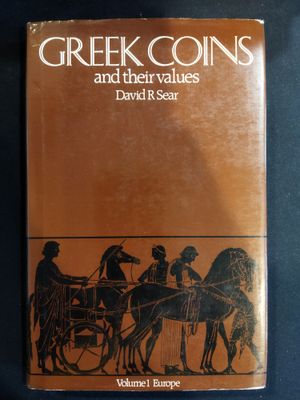 GREEK COINS
and their values
David R Sear
Volume 1 Europe